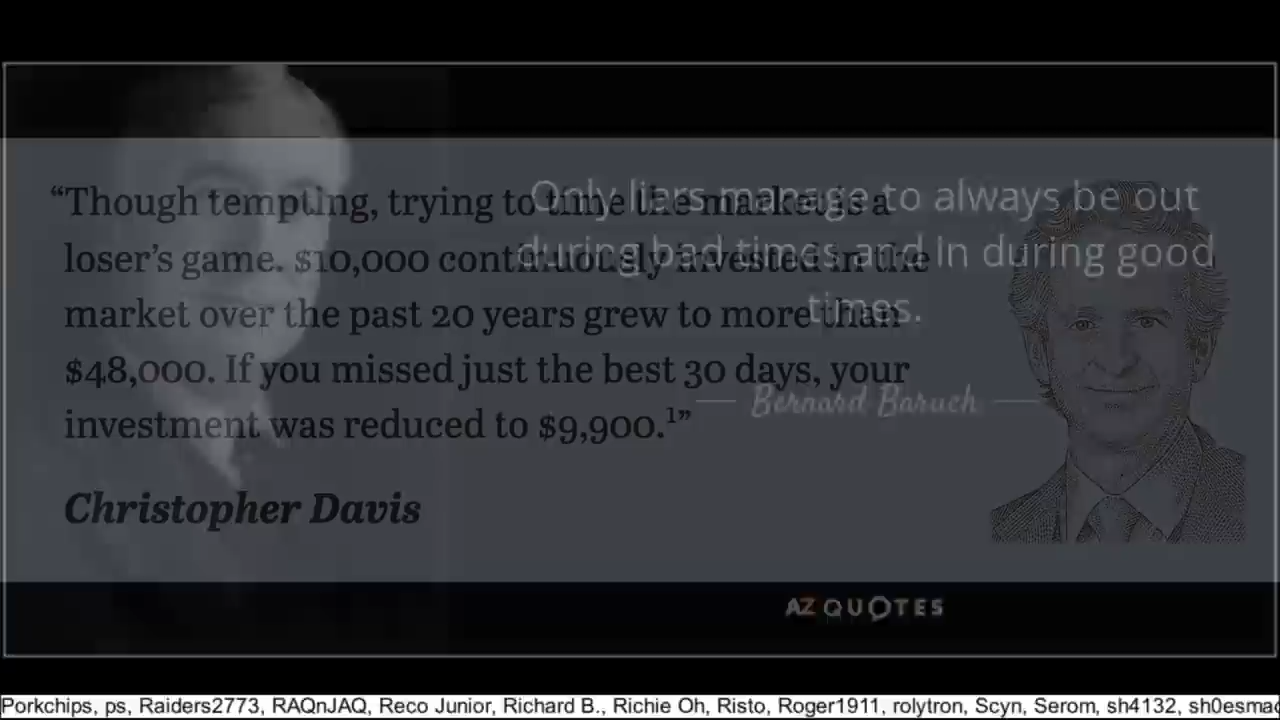 “Though tempting, trying to time the market is a
loser’s game. $10,000 continuously invested in the
market over the past 20 years grew to more than
$48,000. If you missed just the best 30 days, your
investment was reduced to $9,900.¹”
Christopher Davis
Only liars manage to always be out
during bad times and In during good
times.
Bernard Baruch
AZ QUOTES
Porkchips, ps, Raiders2773, RAQnJAQ, Reco Junior, Richard B., Richie Oh, Risto, Roger1911, rolytron, Scyn, Serom, sh4132, sh0esmac